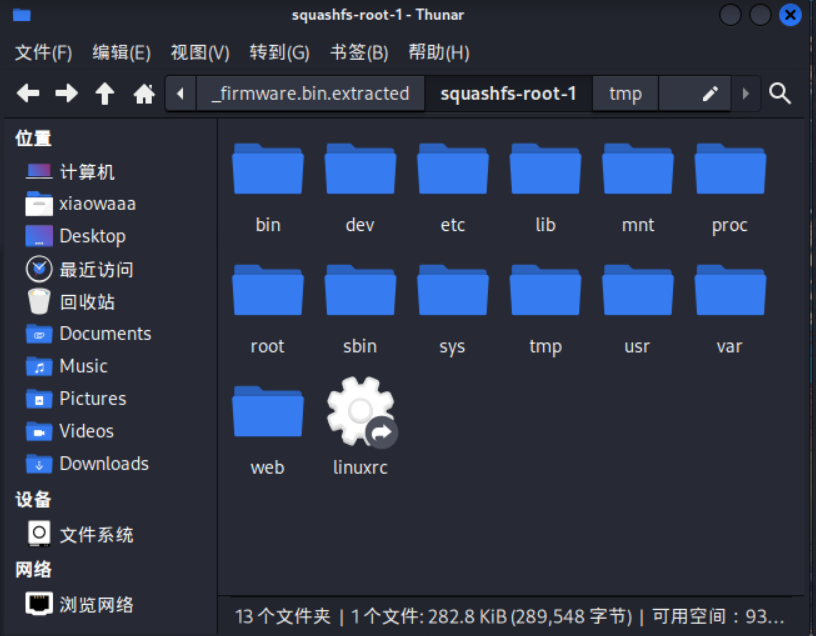 squashfs-root-1 - Thunar
文件(F) 编辑(E) 视图(V) 转到(G) 书签(B) 帮助(H)
_firmware.bin.extracted squashfs-root-1 tmp
位置
计算机
xiaowaaa
Desktop
最近访问
回收站
Documents
Music
Pictures
Videos
Downloads
设备
文件系统
网络
浏览网络
bin dev etc lib mnt proc
root sbin sys tmp usr var
web linuxrc
13 个文件夹 | 1 个文件: 282.8 KiB (289,548 字节) | 可用空间：93...